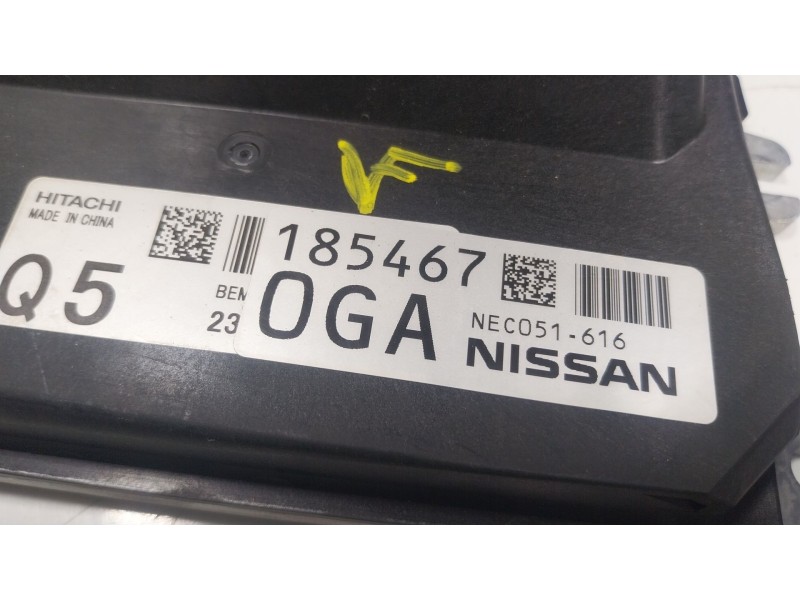 VF
HITACHI
MADE IN CHINA
Q5
BEM
23
185467
0GA
NEC051-616
NISSAN